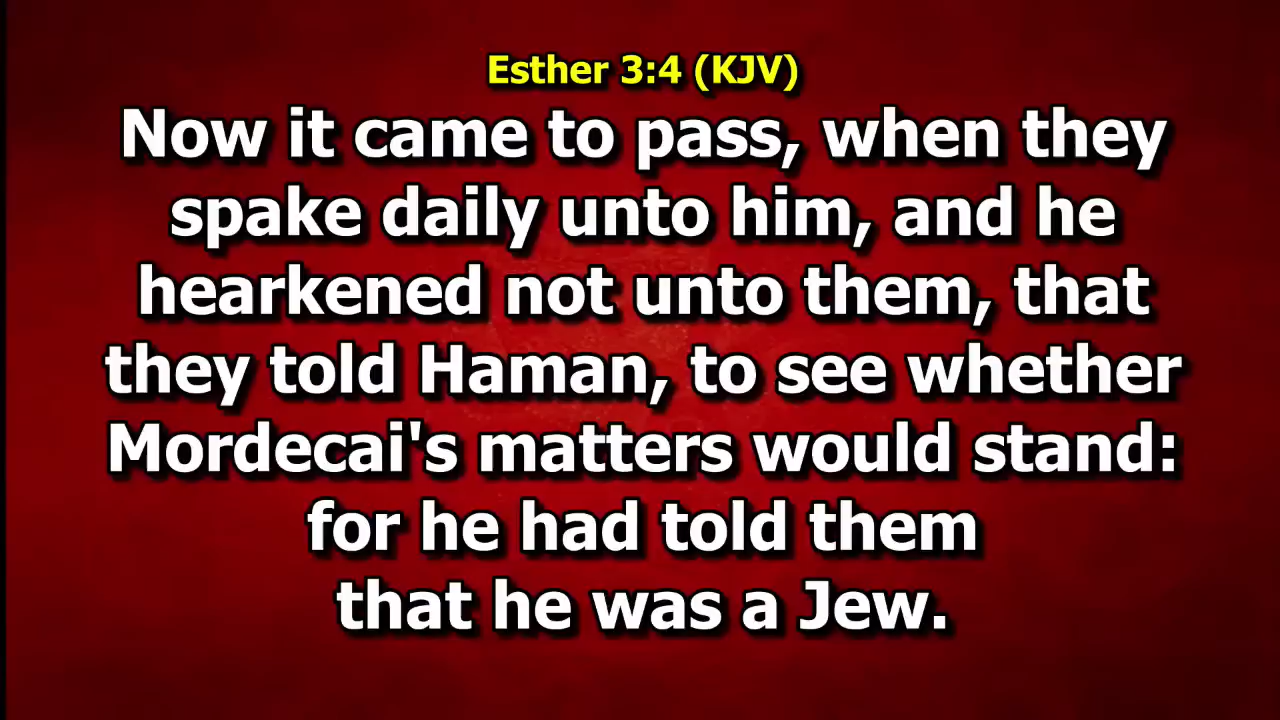 Esther 3:4 (KJV)
Now it came to pass, when they
spake daily unto him, and he
hearkened not unto them, that
they told Haman, to see whether
Mordecai's matters would stand:
for he had told them
that he was a Jew.